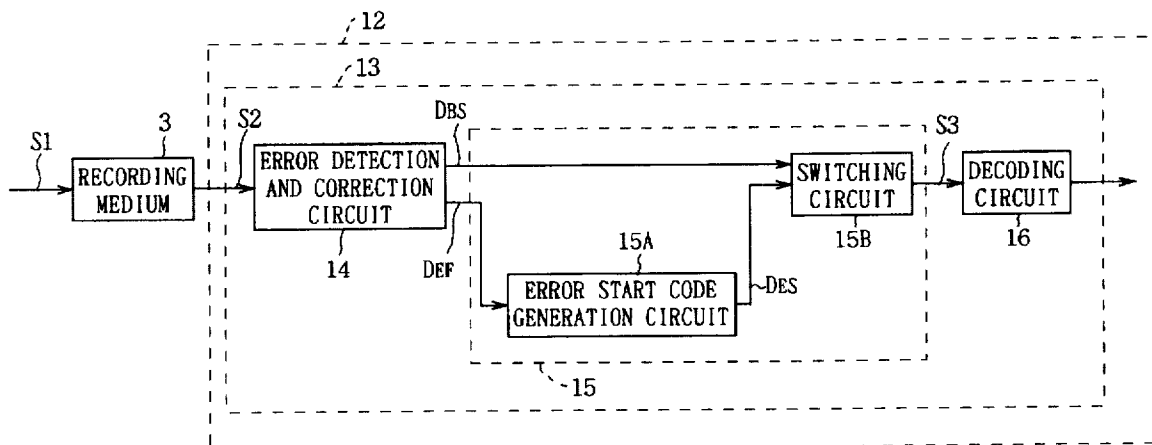 12
13
S1
3
RECORDING
MEDIUM
S2
ERROR DETECTION
AND CORRECTION
CIRCUIT
14
DBS
DEF
15A
ERROR START CODE
GENERATION CIRCUIT
DES
15
SWITCHING
CIRCUIT
15B
S3
DECODING
CIRCUIT
16